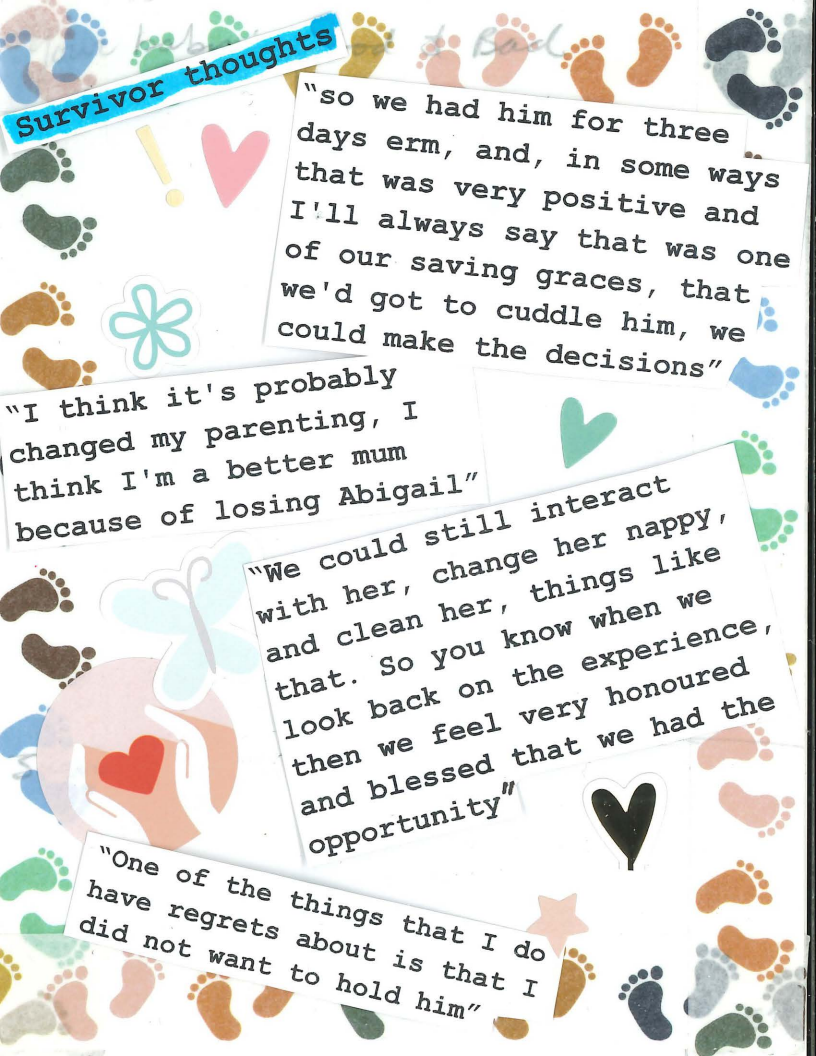 Survivor thoughts
"so we had him for three
days erm, and, in some ways
that was very positive and
I'll always say that was one
of our saving graces, that
we'd got to cuddle him, we
could make the decisions"
"I think it's probably
changed my parenting, I
think I'm a better mum
because of losing Abigail"
"We could still interact
with her, change her nappy,
and clean her, things like
that. So you know when we
look back on the experience,
then we feel very honoured
and blessed that we had the
opportunity"
"One of the things that I do
have regrets about is that I
did not want to hold him"